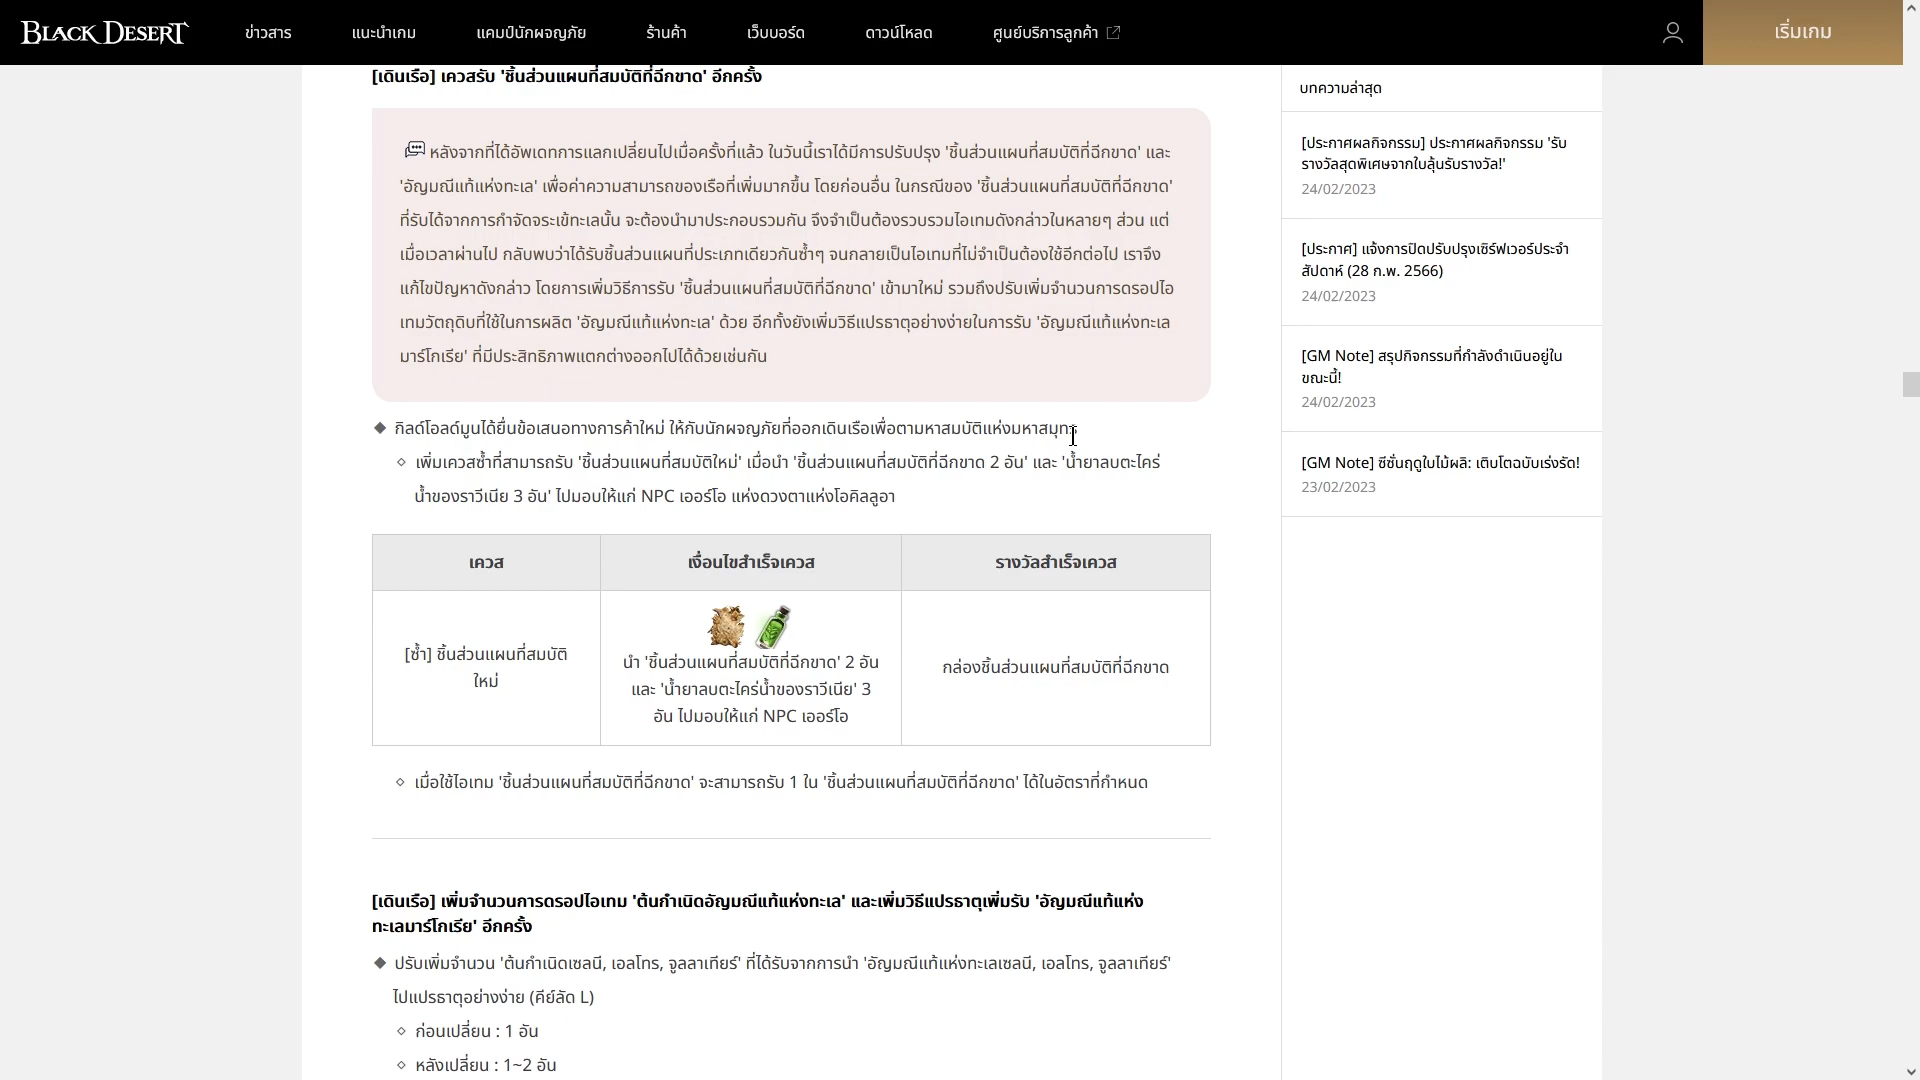 BLACK DESERT
ข่าวสาร
แนะนำเกม
แคมป์นักผจญภัย
ร้านค้า
เว็บบอร์ด
ดาวน์โหลด
ศูนย์บริการลูกค้า
เริ่มเกม
[เดินเรือ] เควสรับ 'ชิ้นส่วนแผนที่สมบัติที่ฉีกขาด' อีกครั้ง
หลังจากที่ได้อัพเดทการแลกเปลี่ยนไปเมื่อครั้งที่แล้ว ในวันนี้เราได้มีการปรับปรุง 'ชิ้นส่วนแผนที่สมบัติที่ฉีกขาด' และ
'อัญมณีแท้แห่งทะเล' เพื่อค่าความสามารถของเรือที่เพิ่มมากขึ้น โดยก่อนอื่น ในกรณีของ 'ชิ้นส่วนแผนที่สมบัติที่ฉีกขาด'
ที่รับได้จากการกำจัดจระเข้ทะเลนั้น จะต้องนำมาประกอบรวมกัน จึงจำเป็นต้องรวบรวมไอเทมดังกล่าวในหลายๆ ส่วน แต่
เมื่อเวลาผ่านไป กลับพบว่าได้รับชิ้นส่วนแผนที่ประเภทเดียวกันซ้ำๆ จนกลายเป็นไอเทมที่ไม่จำเป็นต้องใช้อีกต่อไป เราจึง
แก้ไขปัญหาดังกล่าว โดยการเพิ่มวิธีการรับ 'ชิ้นส่วนแผนที่สมบัติที่ฉีกขาด' เข้ามาใหม่ รวมถึงปรับเพิ่มจำนวนการดรอปไอ
เทมวัตถุดิบที่ใช้ในการผลิต 'อัญมณีแท้แห่งทะเล' ด้วย อีกทั้งยังเพิ่มวิธีแปรธาตุอย่างง่ายในการรับ 'อัญมณีแท้แห่งทะเล
มาร์โกเรีย' ที่มีประสิทธิภาพแตกต่างออกไปได้ด้วยเช่นกัน
◆ กิลด์โอลด์มูนได้ยื่นข้อเสนอทางการค้าใหม่ ให้กับนักผจญภัยที่ออกเดินเรือเพื่อตามหาสมบัติแห่งมหาสมุทร
◇ เพิ่มเควสซ้ำที่สามารถรับ 'ชิ้นส่วนแผนที่สมบัติใหม่' เมื่อนำ 'ชิ้นส่วนแผนที่สมบัติที่ฉีกขาด 2 อัน' และ 'น้ำยาลบตะไคร่
น้ำของราวีเนีย 3 อัน' ไปมอบให้แก่ NPC เออร์โอ แห่งดวงตาแห่งโอคิลลูอา
เควส
เงื่อนไขสำเร็จเควส
รางวัลสำเร็จเควส
[ซ้ำ] ชิ้นส่วนแผนที่สมบัติ
ใหม่
นำ 'ชิ้นส่วนแผนที่สมบัติที่ฉีกขาด' 2 อัน
และ 'น้ำยาลบตะไคร่น้ำของราวีเนีย' 3
อัน ไปมอบให้แก่ NPC เออร์โอ
กล่องชิ้นส่วนแผนที่สมบัติที่ฉีกขาด
◇ เมื่อใช้ไอเทม 'ชิ้นส่วนแผนที่สมบัติที่ฉีกขาด' จะสามารถรับ 1 ใน 'ชิ้นส่วนแผนที่สมบัติที่ฉีกขาด' ได้ในอัตราที่กำหนด
[เดินเรือ] เพิ่มจำนวนการดรอปไอเทม 'ต้นกำเนิดอัญมณีแท้แห่งทะเล' และเพิ่มวิธีแปรธาตุเพิ่มรับ 'อัญมณีแท้แห่ง
ทะเลมาร์โกเรีย' อีกครั้ง
◆ ปรับเพิ่มจำนวน 'ต้นกำเนิดเซลนี, เอลโทร, จูลลาเทียร์' ที่ได้รับจากการนำ 'อัญมณีแท้แห่งทะเลเซลนี, เอลโทร, จูลลาเทียร์'
ไปแปรธาตุอย่างง่าย (คีย์ลัด L)
◇ ก่อนเปลี่ยน : 1 อัน
◇ หลังเปลี่ยน : 1~2 อัน
บทความล่าสุด
[ประกาศผลกิจกรรม] ประกาศผลกิจกรรม 'รับ
รางวัลสุดพิเศษจากใบลุ้นรับรางวัล!'
24/02/2023
[ประกาศ] แจ้งการปิดปรับปรุงเซิร์ฟเวอร์ประจำ
สัปดาห์ (28 ก.พ. 2566)
24/02/2023
[GM Note] สรุปกิจกรรมที่กำลังดำเนินอยู่ใน
ขณะนี้!
24/02/2023
[GM Note] ซีซั่นฤดูใบไม้ผลิ: เติบโตฉบับเร่งรัด!
23/02/2023